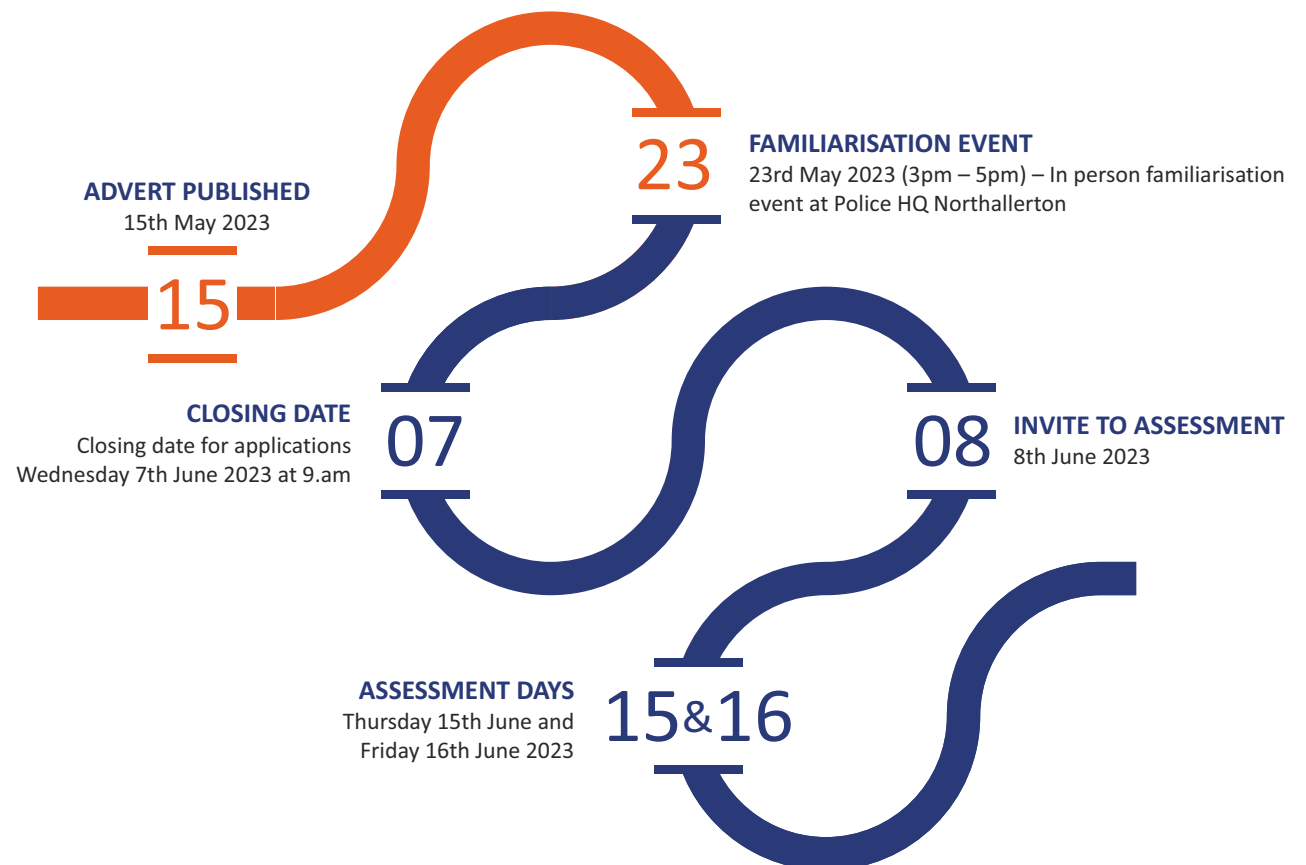 ADVERT PUBLISHED
15th May 2023
15
23
FAMILIARISATION EVENT
23rd May 2023 (3pm – 5pm) – In person familiarisation
event at Police HQ Northallerton
CLOSING DATE
Closing date for applications
Wednesday 7th June 2023 at 9.am
07
08
INVITE TO ASSESSMENT
8th June 2023
ASSESSMENT DAYS
Thursday 15th June and
Friday 16th June 2023
15&16